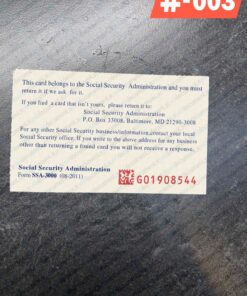 #-003
This card belongs to the Social Security Administration and you must
return it if we ask for it.
If you find a card that isn't yours, please return it to:
Social Security Administration
P.O. Box 33008, Baltimore, MD 21290-3008
For any other Social Security business/information, contact your local
Social Security office. If you write to the above address for any business
other than returning a found card you will not receive a response.
Social Security Administration
Form SSA-3000 (08-2011)
G01908544